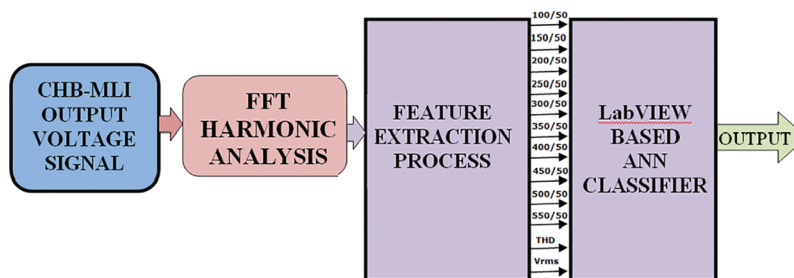 CHB-MLI
OUTPUT
VOLTAGE
SIGNAL
FFT
HARMONIC
ANALYSIS
FEATURE
EXTRACTION
PROCESS
100/50
150/50
200/50
250/50
300/50
350/50
400/50
450/50
500/50
550/50
THD
Vrms
LabVIEW
BASED
ANN
CLASSIFIER
OUTPUT